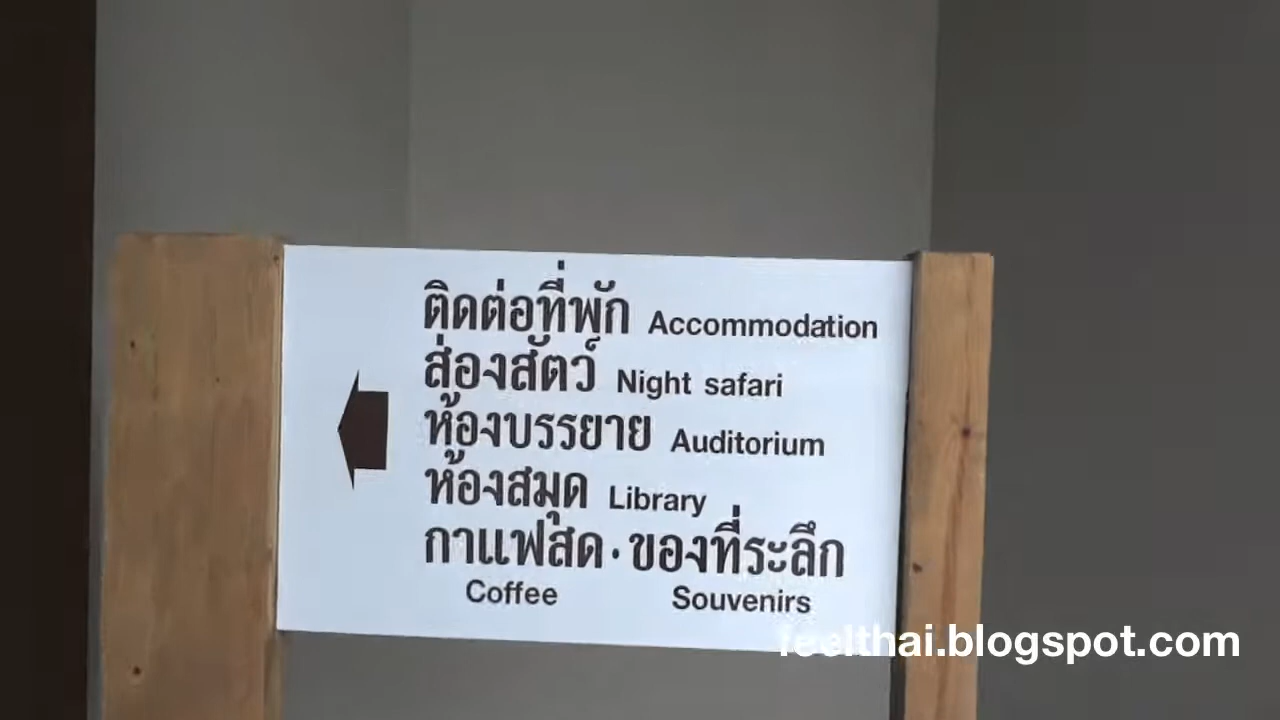 ติดต่อที่พัก Accommodation
ส่องสัตว์ Night safari
ห้องบรรยาย Auditorium
ห้องสมุด Library
กาแฟสด · ของที่ระลึก
Coffee Souvenirs
feelthai.blogspot.com